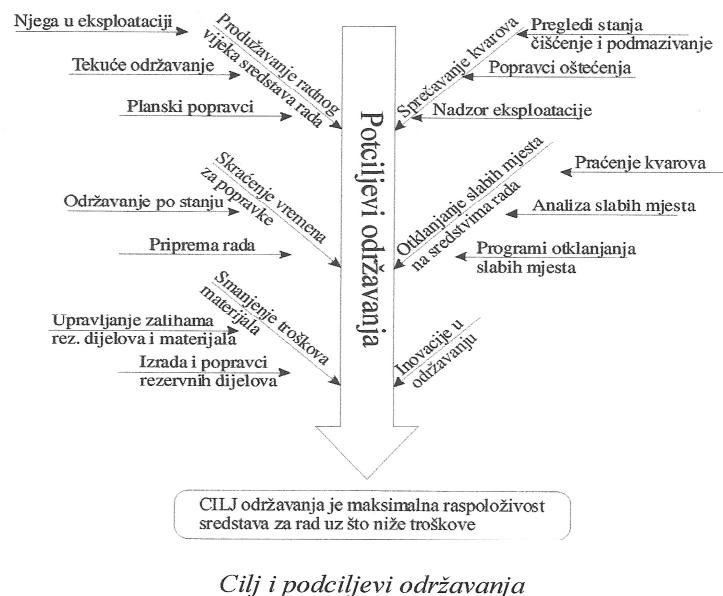 Njega u eksploataciji
Tekuće održavanje
Planski popravci
Produžavanje radnog
vijeka sredstava rada
Pregledi stanja
čišćenje i podmazivanje
Popravci oštećenja
Nadzor eksploatacije
Sprečavanje kvarova
Potciljevi održavanja
Održavanje po stanju
Priprema rada
Skraćenje vremena
za popravke
Praćenje kvarova
Analiza slabih mjesta
Programi otklanjanja
slabih mjesta
Otklanjanje slabih mjesta
na sredstvima rada
Upravljanje zalihama
rez. dijelova i materijala
Izrada i popravci
rezervnih dijelova
Smanjenje troškova
materijala
Inovacije u
održavanju
CILJ održavanja je maksimalna raspoloživost
sredstava za rad uz što niže troškove
Cilj i podciljevi održavanja